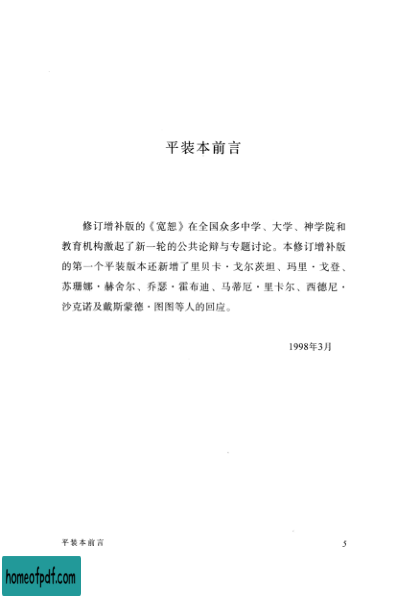 平装本前言
修订增补版的《宽恕》在全国众多中学、大学、神学院和
教育机构激起了新一轮的公共论辩与专题讨论。本修订增补版
的第一个平装版本还新增了里贝卡·戈尔茨坦、玛里·戈登、
苏珊娜·赫舍尔、乔瑟·霍布迪、马蒂厄·里卡尔、西德尼·
沙克诺及戴斯蒙德·图图等人的回应。
1998年3月
平装本前言 5
homeofpdf.com